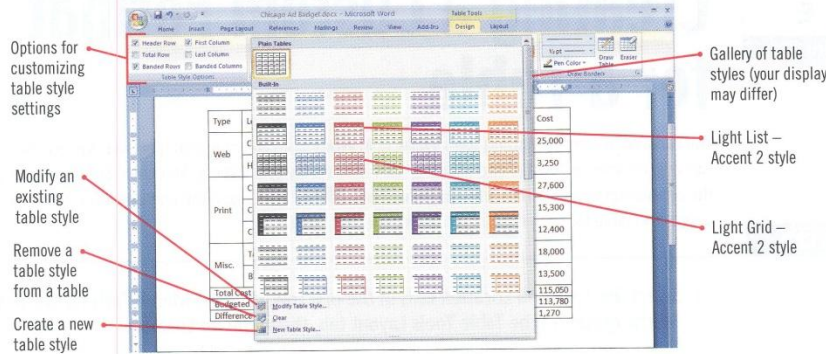 Chicago Ad Budget.docx - Microsoft Word
Table Tools
Home Insert Page Layout References Mailings Review View Add-Ins Design Layout
Options for
customizing
table style
settings
Header Row First Column
Total Row Last Column
Banded Rows Banded Columns
Table Style Options
Plain Tables
Built-In
½ pt
Pen Color
Draw
Table
Eraser
Draw Borders
Gallery of table
styles (your display
may differ)
Type
Cost
Web
25,000
3,250
Light List –
Accent 2 style
Print
27,600
15,300
12,400
Light Grid –
Accent 2 style
Misc.
18,000
13,500
Total Cost
115,050
Budgeted
113,780
Difference
1,270
Modify an
existing
table style
Remove a
table style
from a table
Create a new
table style
Modify Table Style...
Clear
New Table Style...